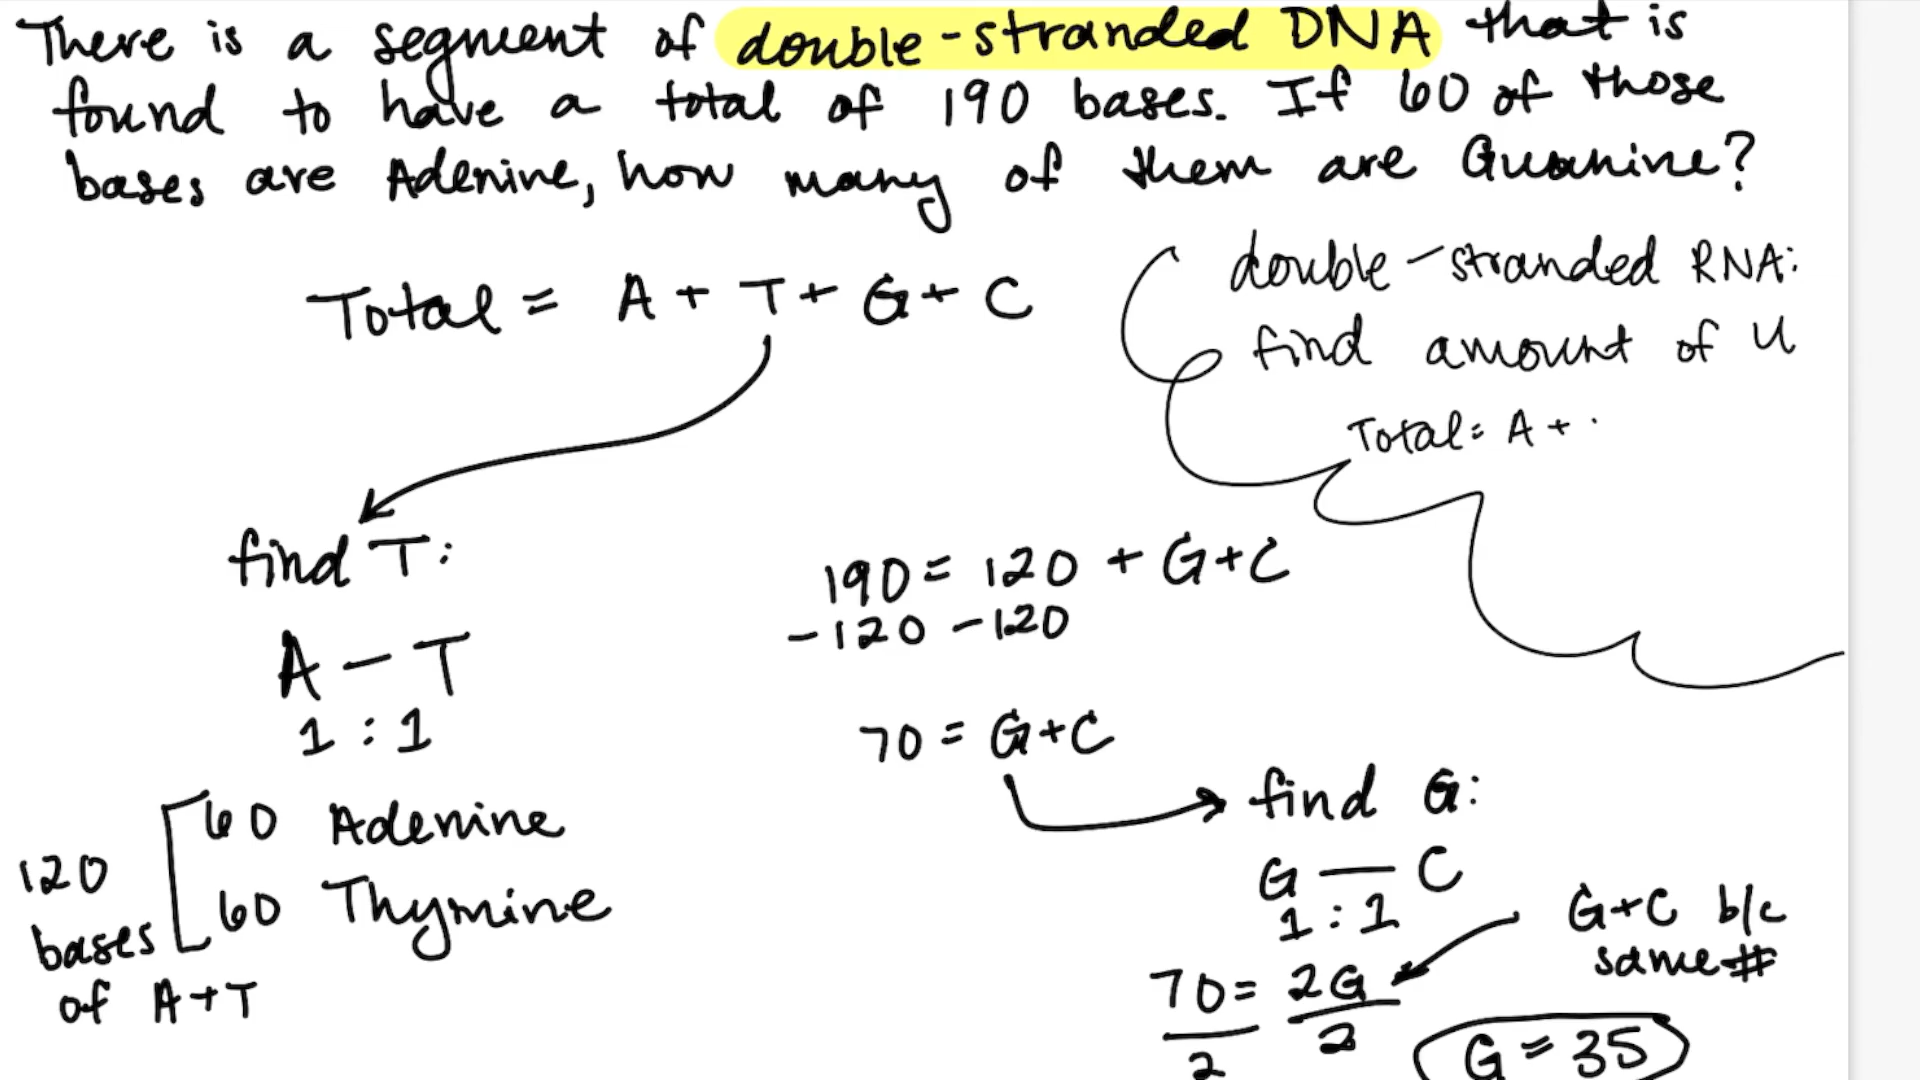 There is a segment of double-stranded DNA that is
found to have a total of 190 bases. If 60 of those
bases are Adenine, how many of them are Guanine?
Total = A + T + G + C
double-stranded RNA:
find amount of U
Total = A + .
find T:
A - T
1 : 1
60 Adenine
60 Thymine
120
bases
of A+T
190 = 120 + G+C
-120 -120
70 = G+C
find G:
G - C
1 : 1
G+C b/c
same #
70 = 2G
2 2
G = 35